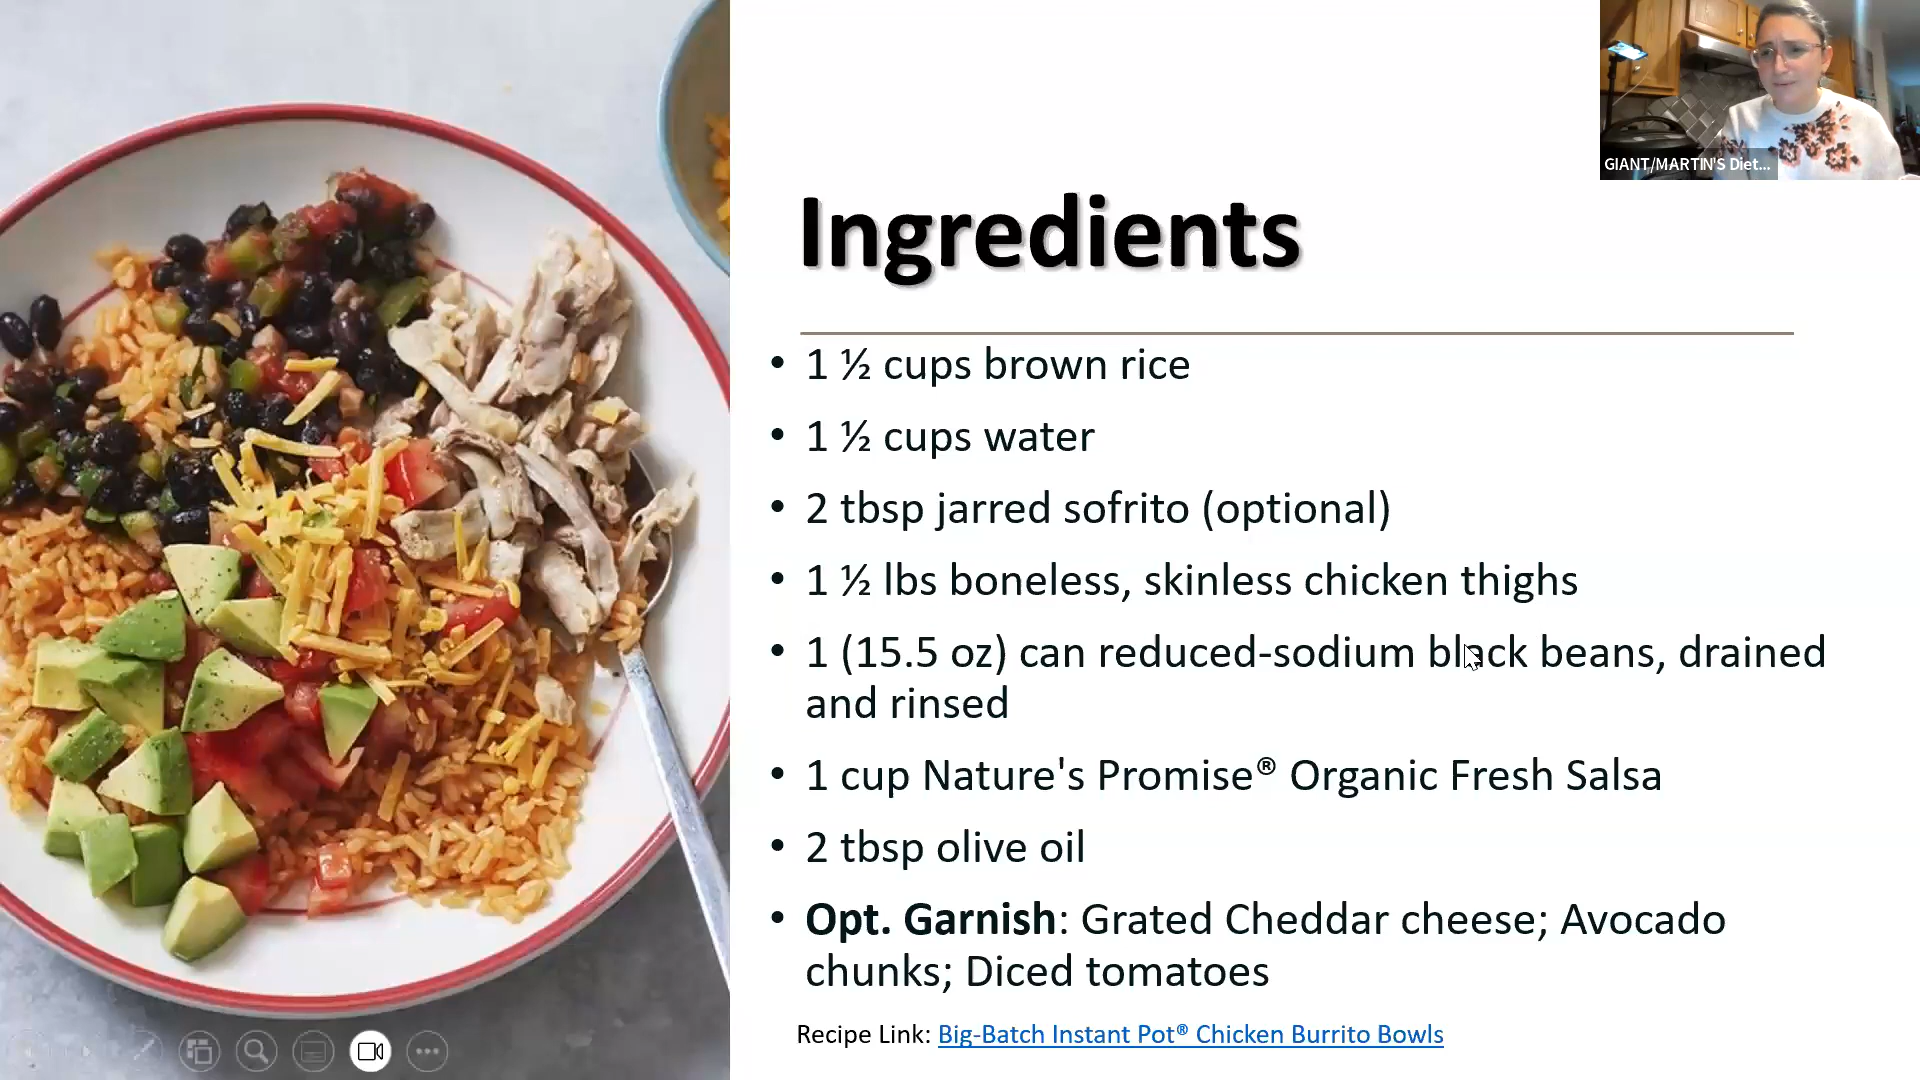 GIANT/MARTIN'S Diet...
Ingredients
• 1 ½ cups brown rice
• 1 ½ cups water
• 2 tbsp jarred sofrito (optional)
• 1 ½ lbs boneless, skinless chicken thighs
• 1 (15.5 oz) can reduced-sodium black beans, drained
and rinsed
• 1 cup Nature's Promise® Organic Fresh Salsa
• 2 tbsp olive oil
• Opt. Garnish: Grated Cheddar cheese; Avocado
chunks; Diced tomatoes
Recipe Link: Big-Batch Instant Pot® Chicken Burrito Bowls